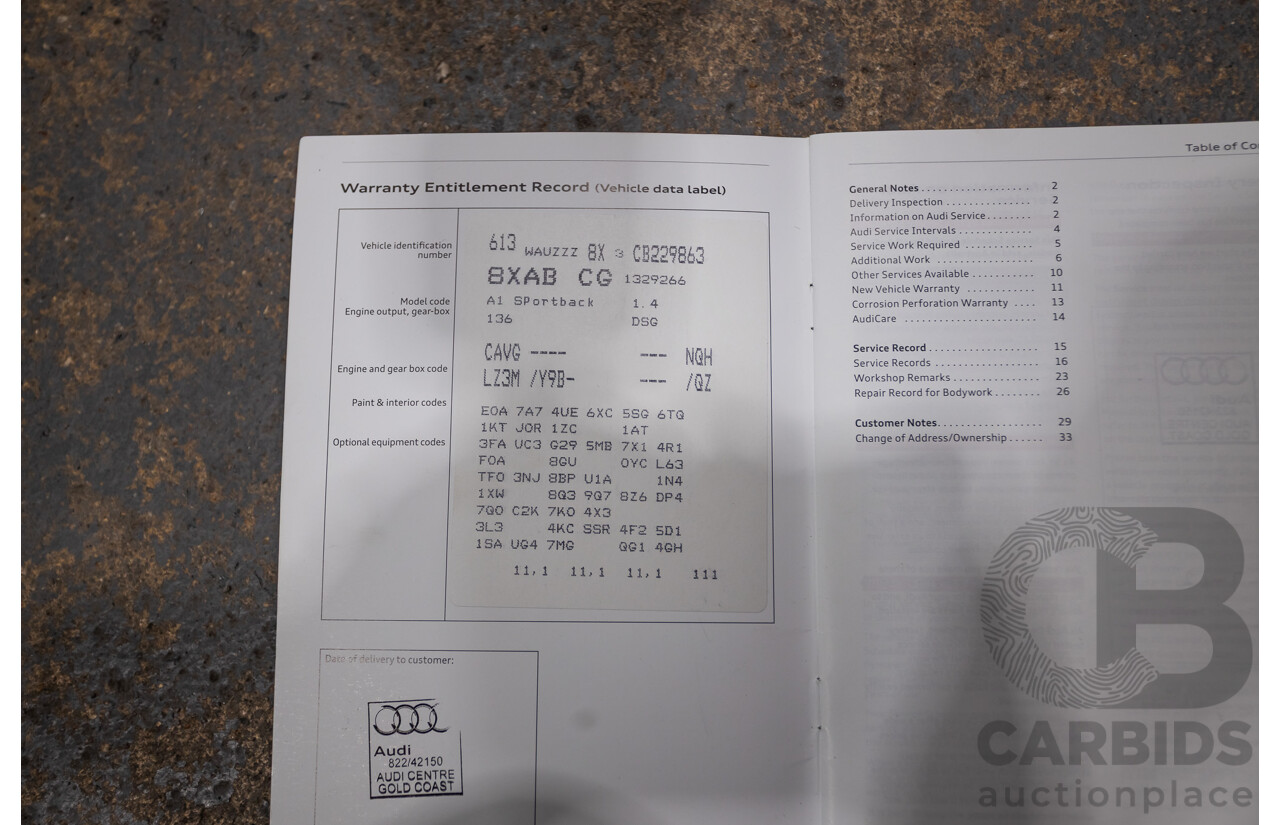 Warranty Entitlement Record (Vehicle data label)
Vehicle identification
number
613 WAUZZZ 8X 3 CB229863
8XAB CG 1329266
Model code
A1 SPortback 1.4
Engine output, gear-box
136 DSG
Engine and gear box code
CAVG ---- --- NQH
Paint & interior codes
LZ3M /Y9B- --- /QZ
Optional equipment codes
E0A 7A7 4UE 6XC 5SG 6TQ
1KT J0R 1ZC 1AT
3FA UC3 G29 5MB 7X1 4R1
F0A 8GU 0YC L63
TF0 3NJ 8BP U1A 1N4
1XW 8Q3 9Q7 8Z6 DP4
7Q0 C2K 7K0 4X3
3L3 4KC SSR 4F2 5D1
1SA UG4 7MG QG1 4GH
11,1 11,1 11,1 111
Date of delivery to customer:
Audi
822/42150
AUDI CENTRE
GOLD COAST
Table of Co
General Notes . . . . . . . . . . . . . . . . . . . 2
Delivery Inspection . . . . . . . . . . . . . . . 2
Information on Audi Service . . . . . . . . 2
Audi Service Intervals . . . . . . . . . . . . . 4
Service Work Required . . . . . . . . . . . . 5
Additional Work . . . . . . . . . . . . . . . . . 6
Other Services Available . . . . . . . . . . . 10
New Vehicle Warranty . . . . . . . . . . . . 11
Corrosion Perforation Warranty . . . . 13
AudiCare . . . . . . . . . . . . . . . . . . . . . . . 14
Service Record . . . . . . . . . . . . . . . . . . . 15
Service Records . . . . . . . . . . . . . . . . . . 16
Workshop Remarks . . . . . . . . . . . . . . . 23
Repair Record for Bodywork . . . . . . . . 26
Customer Notes . . . . . . . . . . . . . . . . . . 29
Change of Address/Ownership . . . . . . 33
CB
CARBIDS
auctionplace